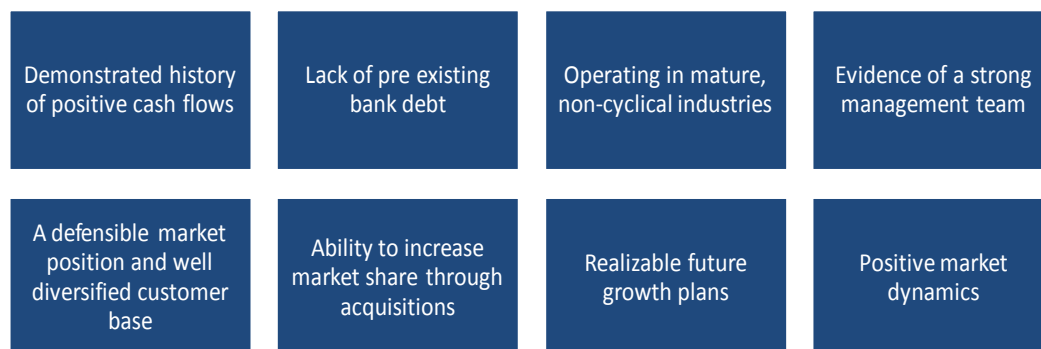 Demonstrated history
of positive cash flows
Lack of pre existing
bank debt
Operating in mature,
non-cyclical industries
Evidence of a strong
management team
A defensible market
position and well
diversified customer
base
Ability to increase
market share through
acquisitions
Realizable future
growth plans
Positive market
dynamics